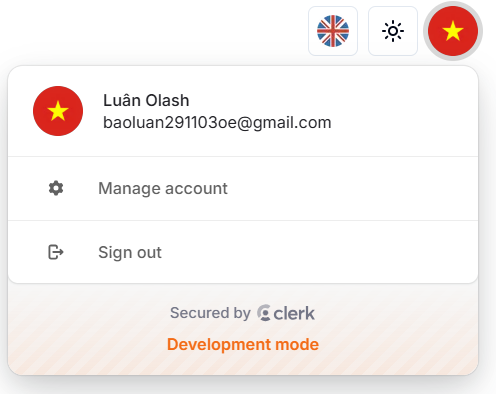 Luân Olash
baoluan291103oe@gmail.com
Manage account
Sign out
Secured by clerk
Development mode